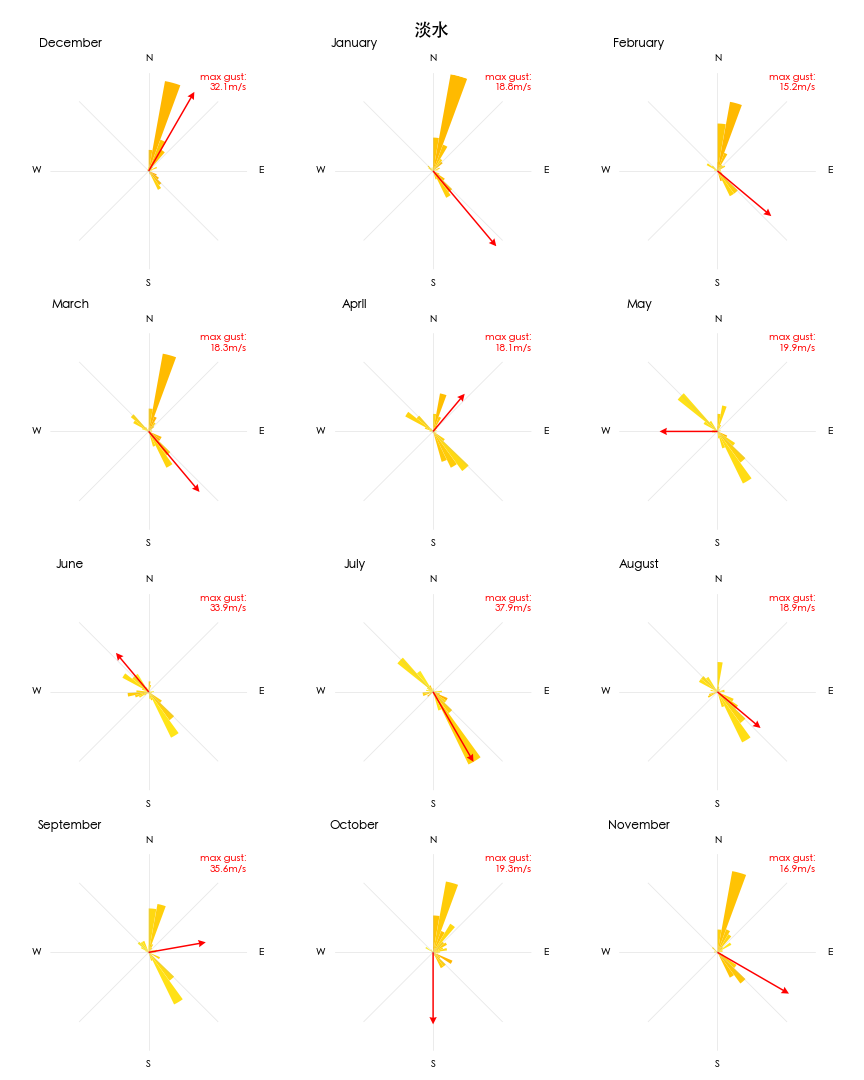 淡水
December
N
max gust:
32.1m/s
W
E
S
January
N
max gust:
18.8m/s
W
E
S
February
N
max gust:
15.2m/s
W
E
S
March
N
max gust:
18.3m/s
W
E
S
April
N
max gust:
18.1m/s
W
E
S
May
N
max gust:
19.9m/s
W
E
S
June
N
max gust:
33.9m/s
W
E
S
July
N
max gust:
37.9m/s
W
E
S
August
N
max gust:
18.9m/s
W
E
S
September
N
max gust:
35.6m/s
W
E
S
October
N
max gust:
19.3m/s
W
E
S
November
N
max gust:
16.9m/s
W
E
S